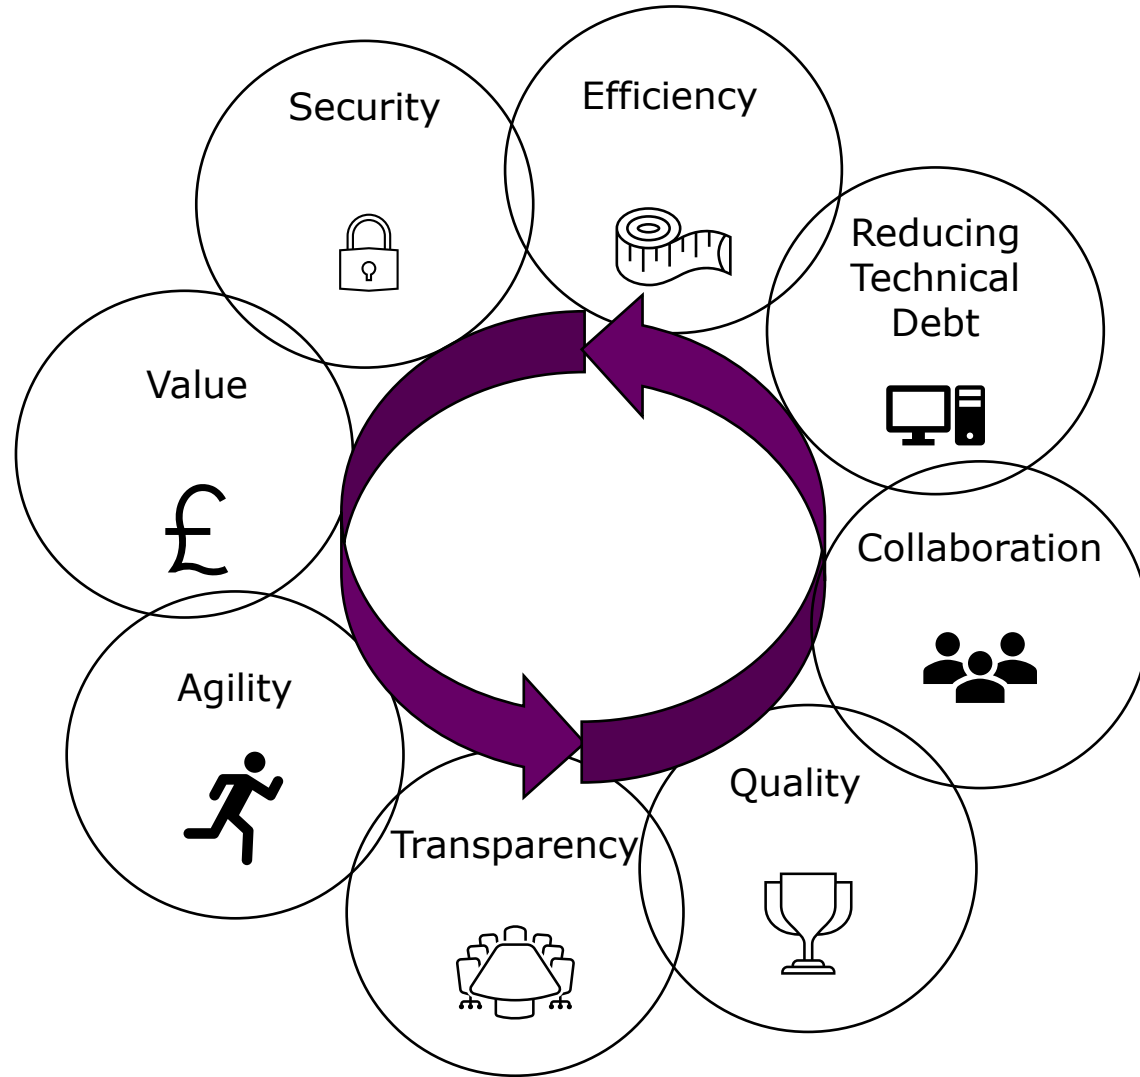 Security
Efficiency
Reducing
Technical
Debt
Value
Collaboration
Agility
Quality
Transparency
£